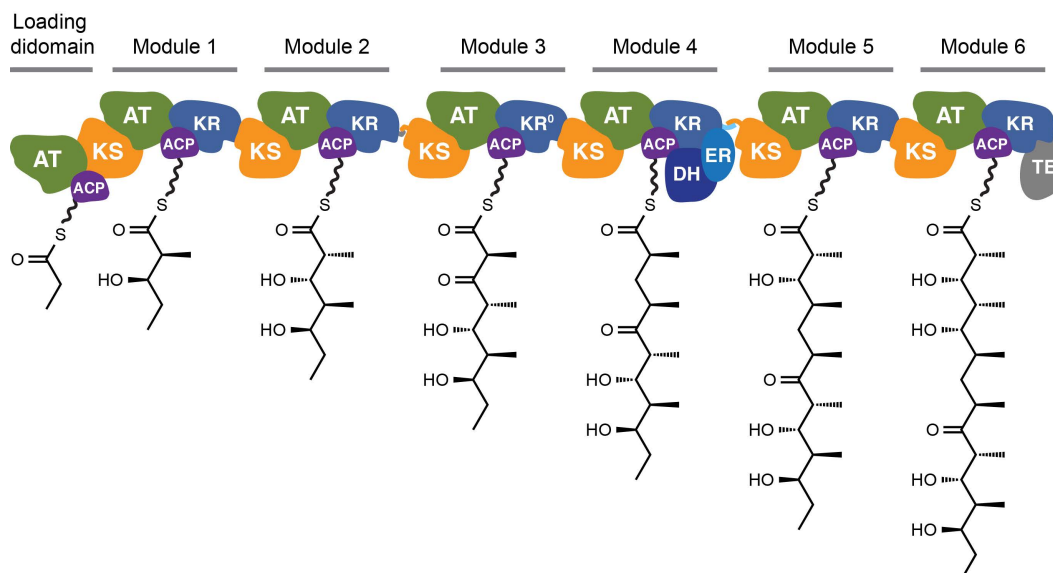 Loading
didomain
Module 1
Module 2
Module 3
Module 4
Module 5
Module 6
AT
ACP
KS
AT
ACP
KR
KS
AT
ACP
KR
KS
AT
ACP
KR⁰
KS
AT
ACP
KR
DH
ER
KS
AT
ACP
KR
KS
AT
ACP
KR
TE
S
O
S
O
HO
S
O
HO
HO
S
O
O
HO
HO
S
O
O
HO
HO
S
O
HO
O
HO
HO
S
O
HO
HO
O
HO
HO